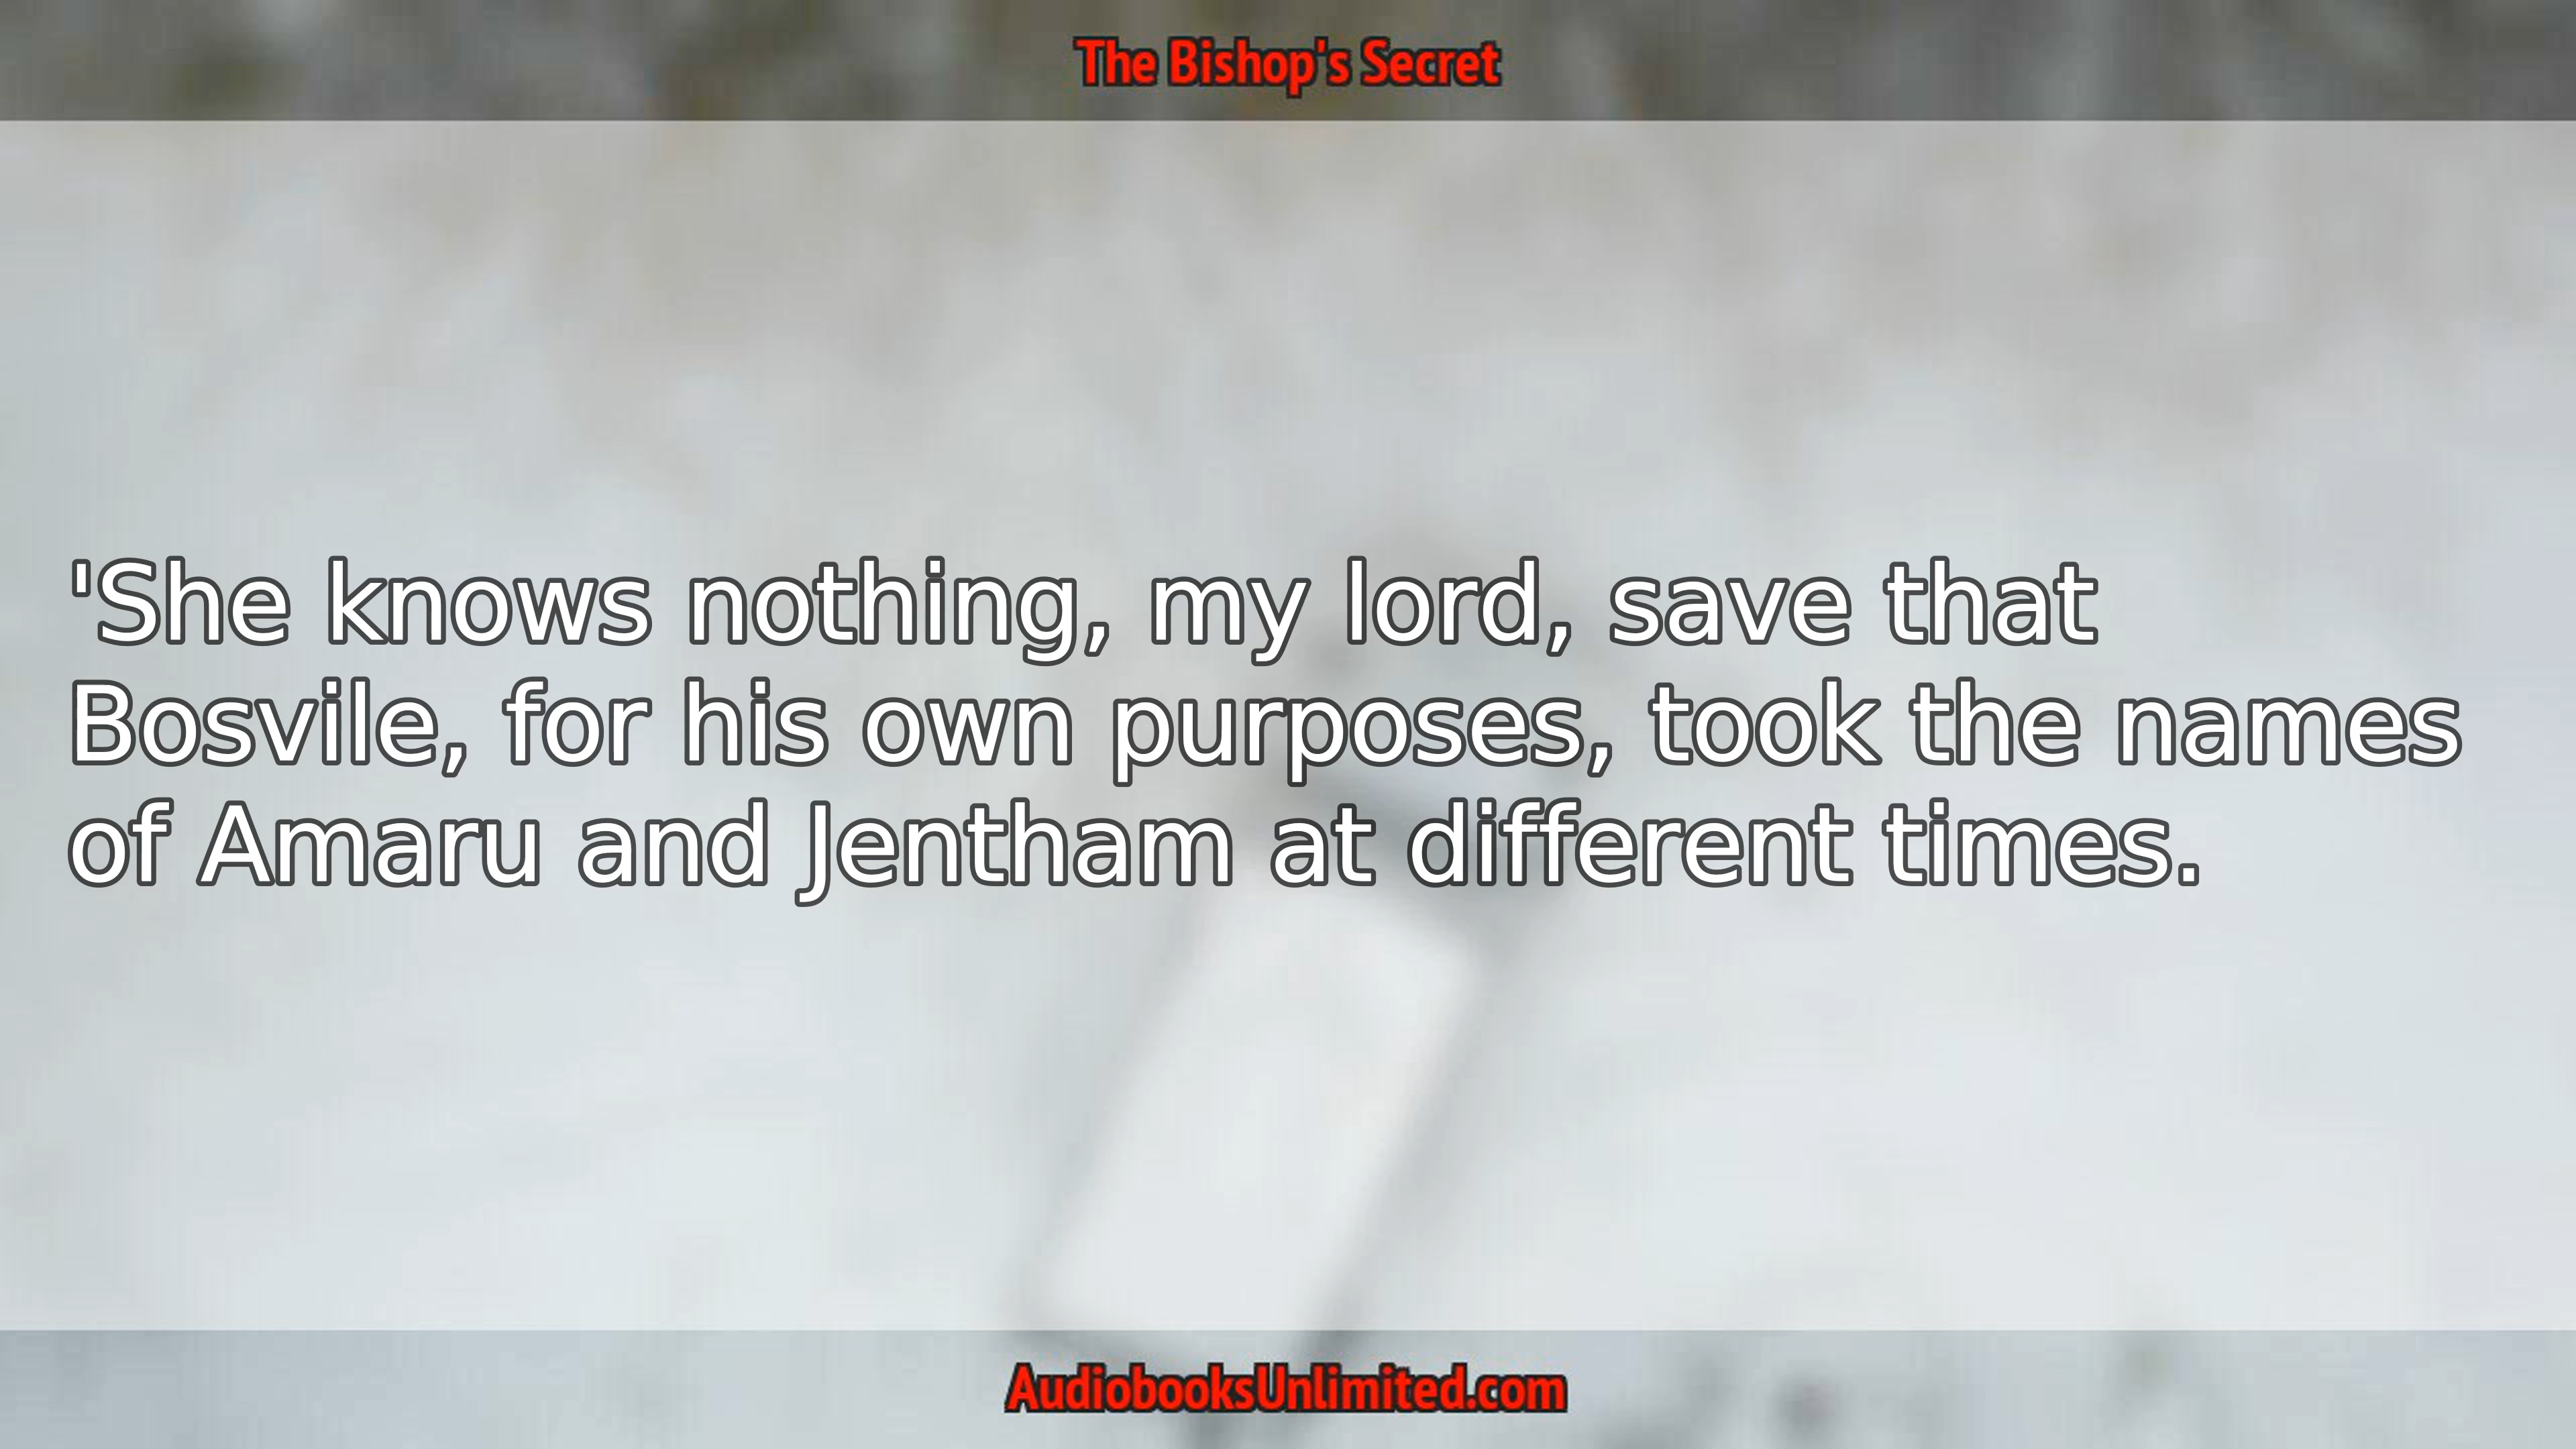 The Bishop's Secret
'She knows nothing, my lord, save that
Bosvile, for his own purposes, took the names
of Amaru and Jentham at different times.
AudiobooksUnlimited.com